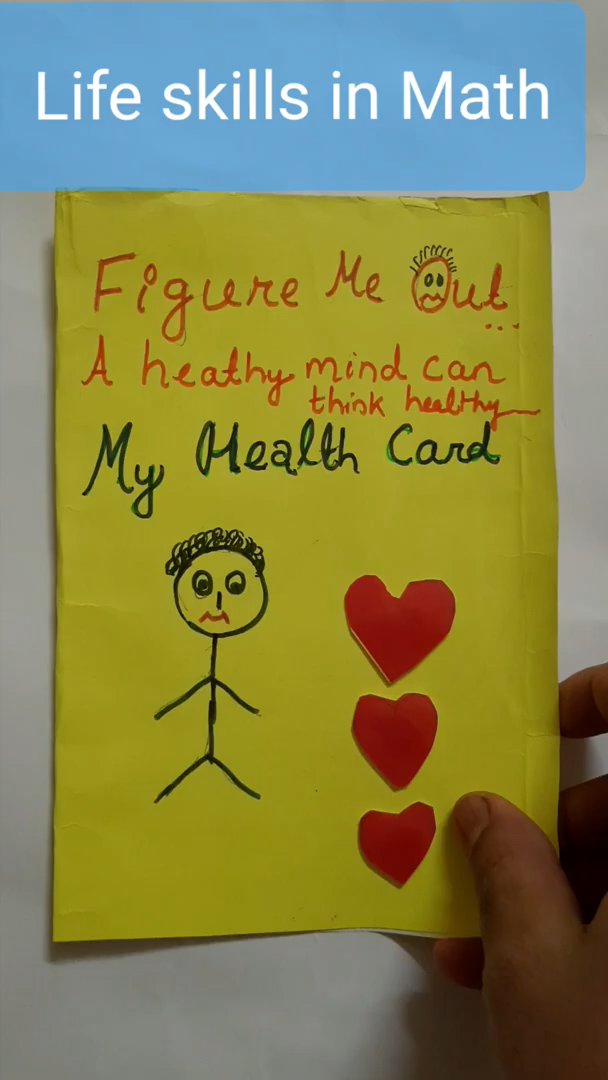 Life skills in Math
Figure Me Out...
A heathy mind can
think healthy
My Health Card